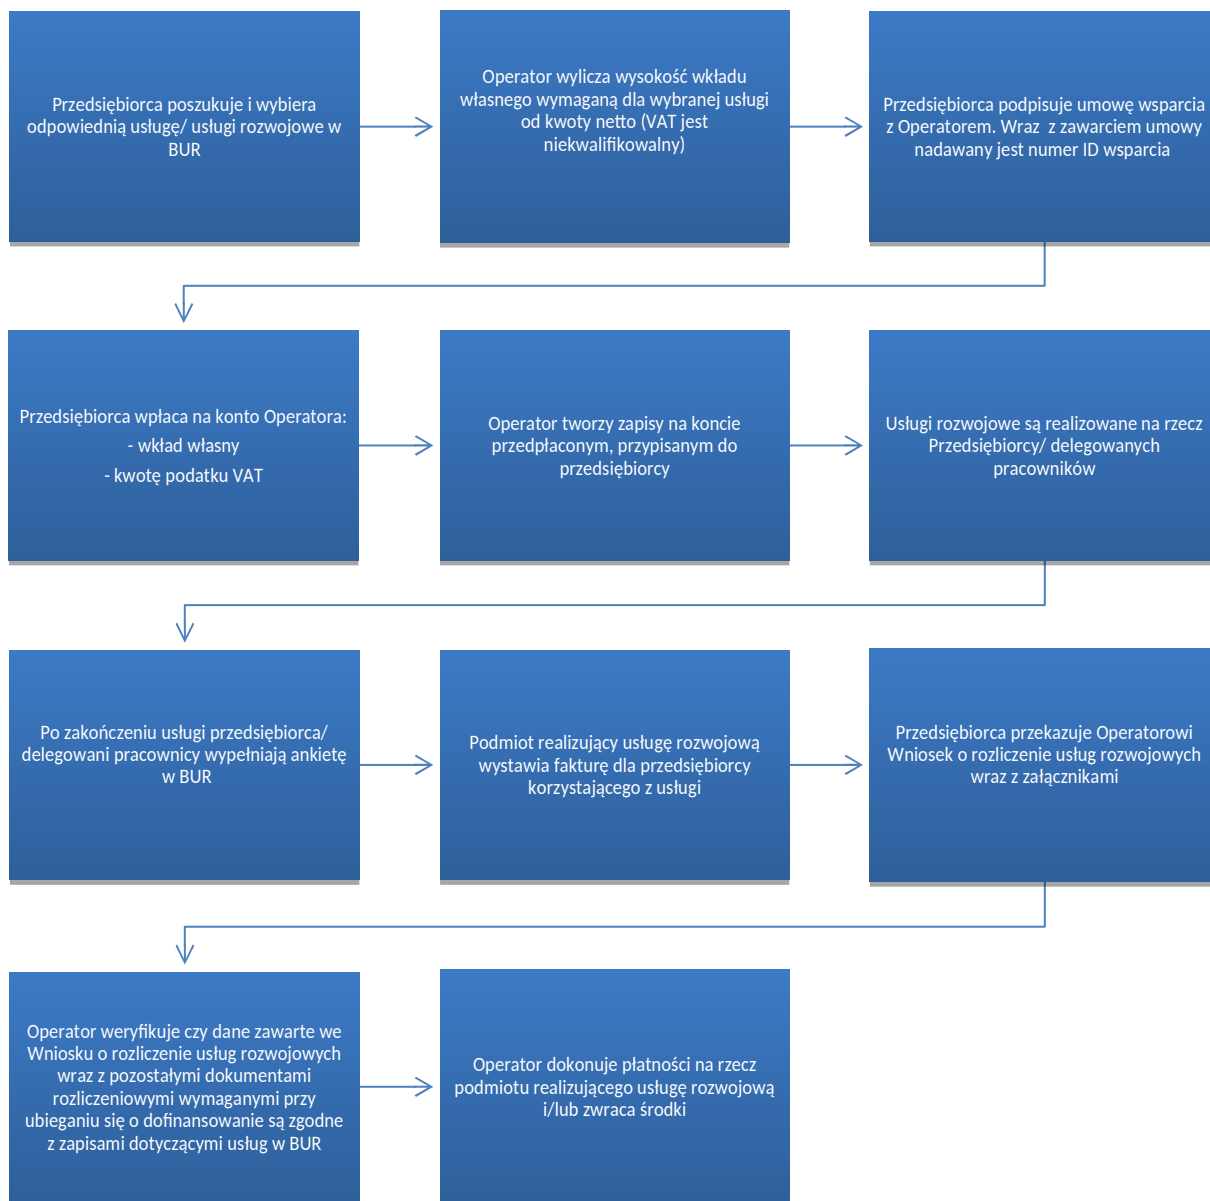 Przedsiębiorca poszukuje i wybiera
odpowiednią usługę/ usługi rozwojowe w
BUR
Operator wylicza wysokość wkładu
własnego wymaganą dla wybranej usługi
od kwoty netto (VAT jest
niekwalifikowalny)
Przedsiębiorca podpisuje umowę wsparcia
z Operatorem. Wraz  z zawarciem umowy
nadawany jest numer ID wsparcia
Przedsiębiorca wpłaca na konto Operatora:
- wkład własny
- kwotę podatku VAT
Operator tworzy zapisy na koncie
przedpłaconym, przypisanym do
przedsiębiorcy
Usługi rozwojowe są realizowane na rzecz
Przedsiębiorcy/ delegowanych
pracowników
Po zakończeniu usługi przedsiębiorca/
delegowani pracownicy wypełniają ankietę
w BUR
Podmiot realizujący usługę rozwojową
wystawia fakturę dla przedsiębiorcy
korzystającego z usługi
Przedsiębiorca przekazuje Operatorowi
Wniosek o rozliczenie usług rozwojowych
wraz z załącznikami
Operator weryfikuje czy dane zawarte we
Wniosku o rozliczenie usług rozwojowych
wraz z pozostałymi dokumentami
rozliczeniowymi wymaganymi przy
ubieganiu się o dofinansowanie są zgodne
z zapisami dotyczącymi usług w BUR
Operator dokonuje płatności na rzecz
podmiotu realizującego usługę rozwojową
i/lub zwraca środki